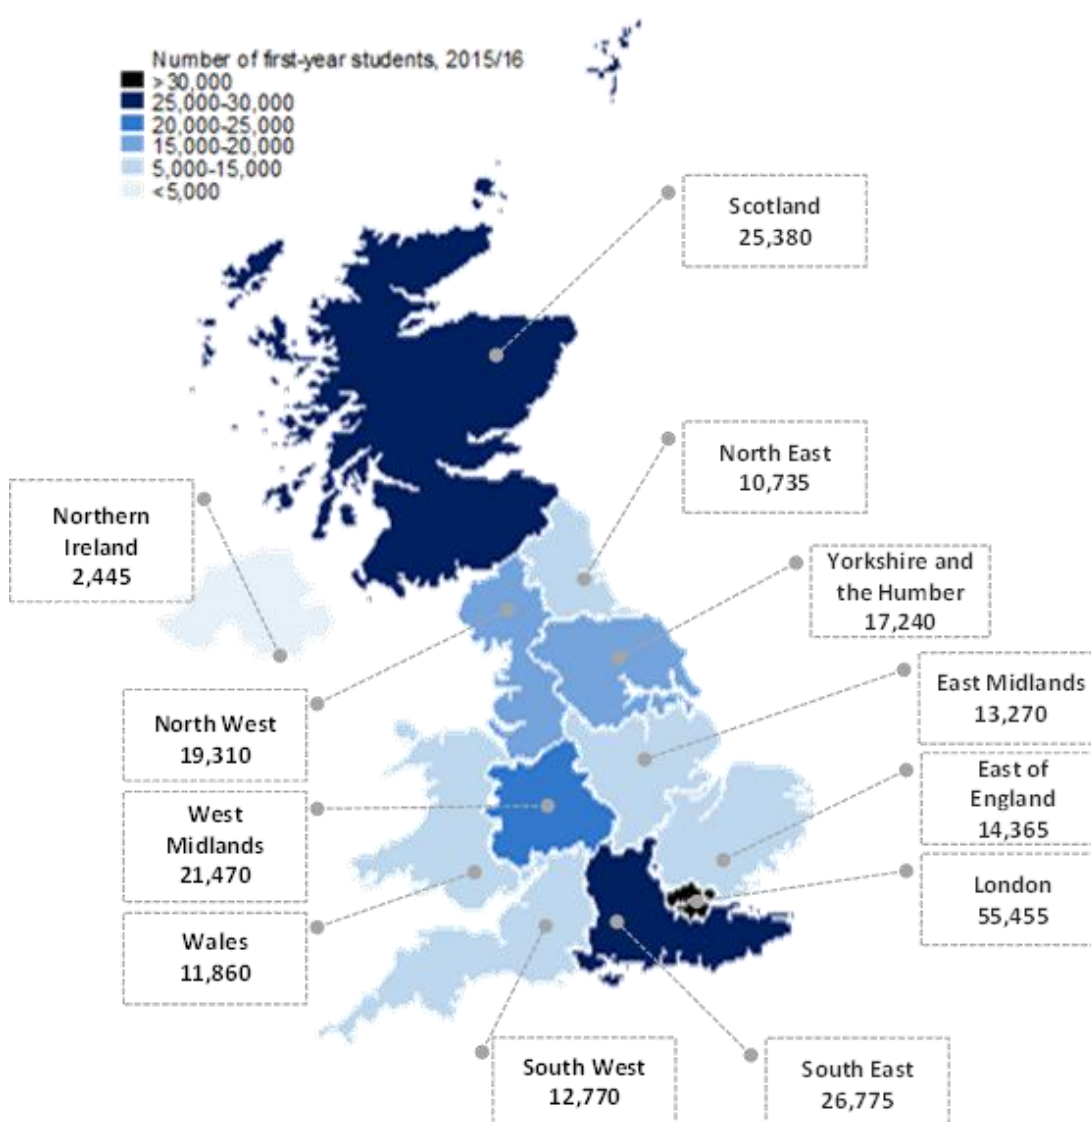 Number of first-year students, 2015/16
>30,000
25,000-30,000
20,000-25,000
15,000-20,000
5,000-15,000
<5,000
Scotland
25,380
North East
10,735
Northern
Ireland
2,445
Yorkshire and
the Humber
17,240
East Midlands
13,270
North West
19,310
East of
England
14,365
West
Midlands
21,470
London
55,455
Wales
11,860
South West
12,770
South East
26,775